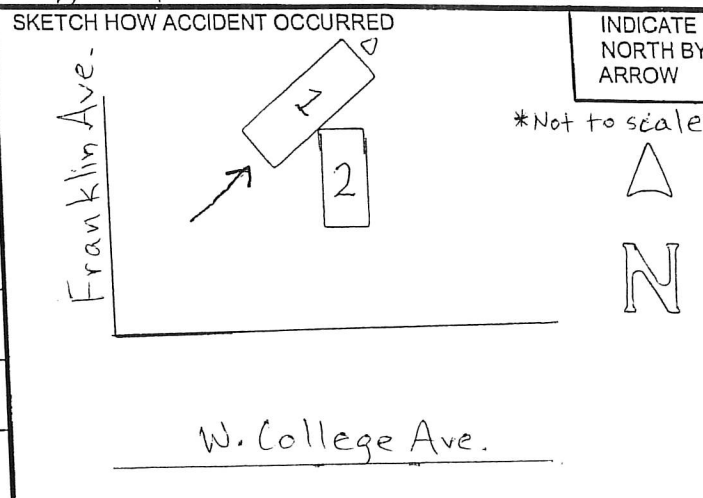 SKETCH HOW ACCIDENT OCCURRED
INDICATE
NORTH BY
ARROW
*Not to scale
Franklin Ave.
1
2
N
W. College Ave.